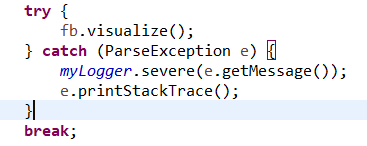 try {
    fb.visualize();
} catch (ParseException e) {
    myLogger.severe(e.getMessage());
    e.printStackTrace();
}
break;